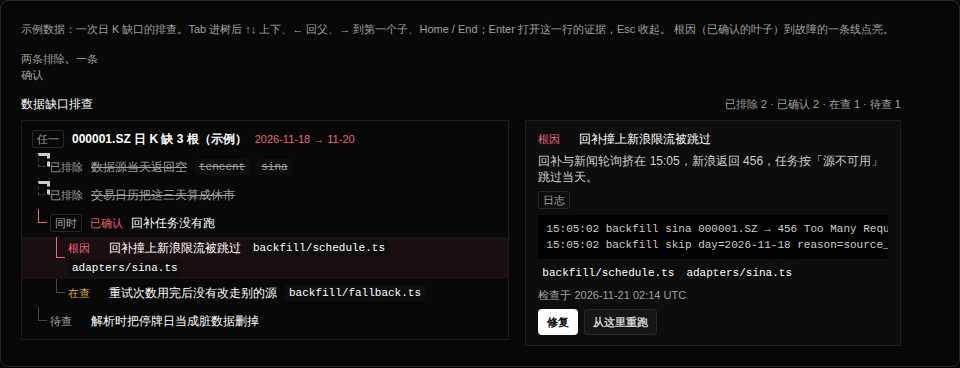 示例数据：一次日 K 缺口的排查。Tab 进树后 ↑↓ 上下、← 回父、→ 到第一个子、Home / End；Enter 打开这一行的证据，Esc 收起。 根因（已确认的叶子）到故障的一条线点亮。
两条排除、一条
确认
数据缺口排查
已排除 2 · 已确认 2 · 在查 1 · 待查 1
任一 000001.SZ 日 K 缺 3 根（示例） 2026-11-18 → 11-20
已排除 数据源当天返回空 tencent sina
已排除 交易日历把这三天算成休市
同时 已确认 回补任务没有跑
根因 回补撞上新浪限流被跳过 backfill/schedule.ts
adapters/sina.ts
在查 重试次数用完后没有改走别的源 backfill/fallback.ts
待查 解析时把停牌日当成脏数据删掉
根因 回补撞上新浪限流被跳过
回补与新闻轮询挤在 15:05，新浪返回 456，任务按「源不可用」
跳过当天。
日志
15:05:02 backfill sina 000001.SZ → 456 Too Many Requ
15:05:02 backfill skip day=2026-11-18 reason=source_
backfill/schedule.ts adapters/sina.ts
检查于 2026-11-21 02:14 UTC
修复 从这里重跑